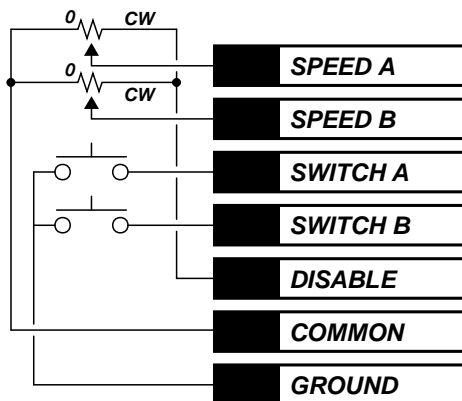 0 CW
SPEED A
0 CW
SPEED B
SWITCH A
SWITCH B
DISABLE
COMMON
GROUND